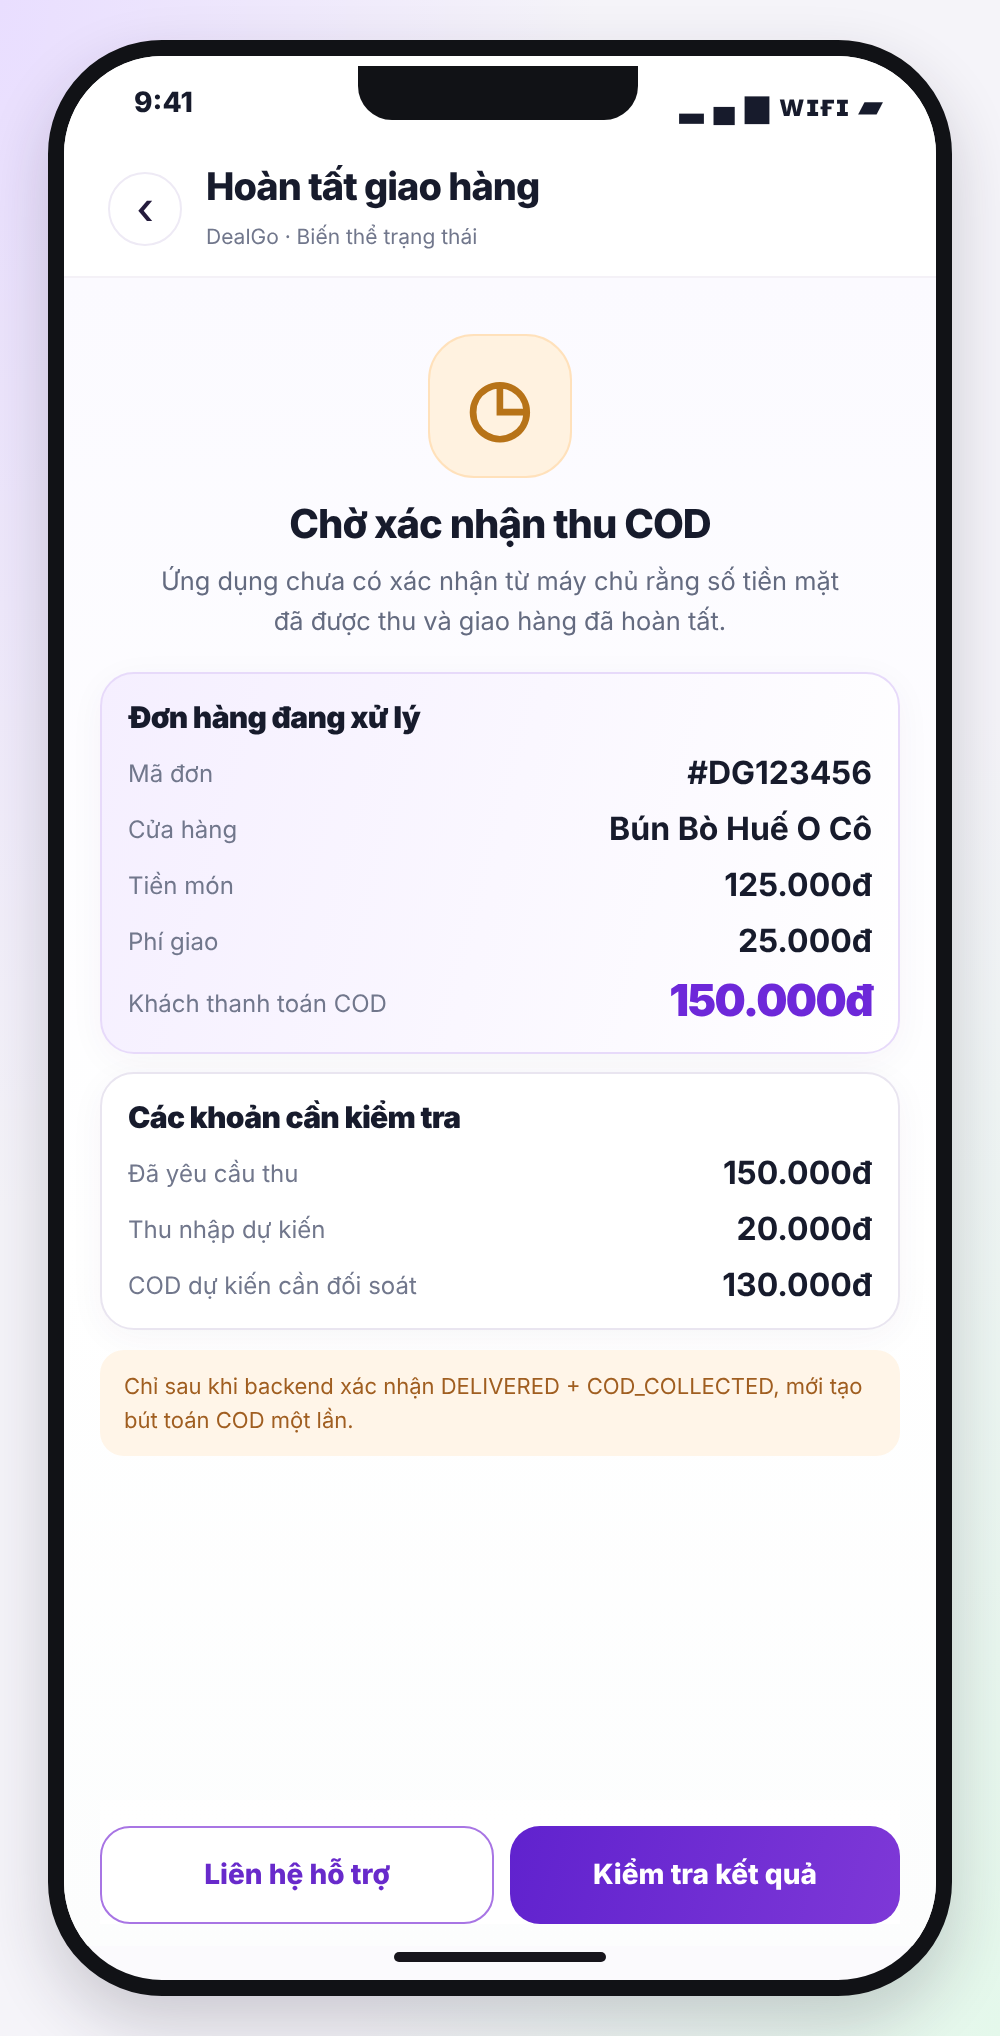 9:41
WIFI
Hoàn tất giao hàng
DealGo · Biến thể trạng thái
Chờ xác nhận thu COD
Ứng dụng chưa có xác nhận từ máy chủ rằng số tiền mặt
đã được thu và giao hàng đã hoàn tất.
Đơn hàng đang xử lý
Mã đơn #DG123456
Cửa hàng Bún Bò Huế O Cô
Tiền món 125.000đ
Phí giao 25.000đ
Khách thanh toán COD 150.000đ
Các khoản cần kiểm tra
Đã yêu cầu thu 150.000đ
Thu nhập dự kiến 20.000đ
COD dự kiến cần đối soát 130.000đ
Chỉ sau khi backend xác nhận DELIVERED + COD_COLLECTED, mới tạo
bút toán COD một lần.
Liên hệ hỗ trợ
Kiểm tra kết quả